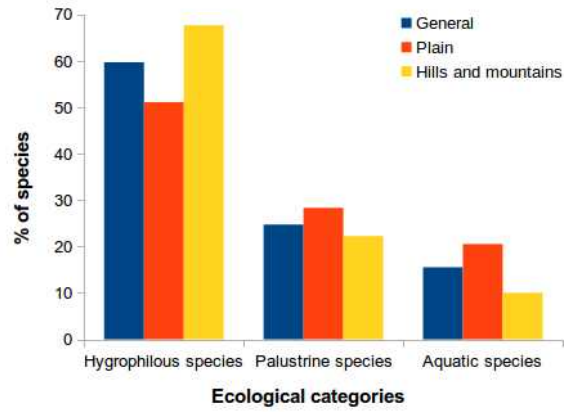 70
60
50
40
30
20
10
0
% of species
General
Plain
Hills and mountains
Hygrophilous species Palustrine species Aquatic species
Ecological categories